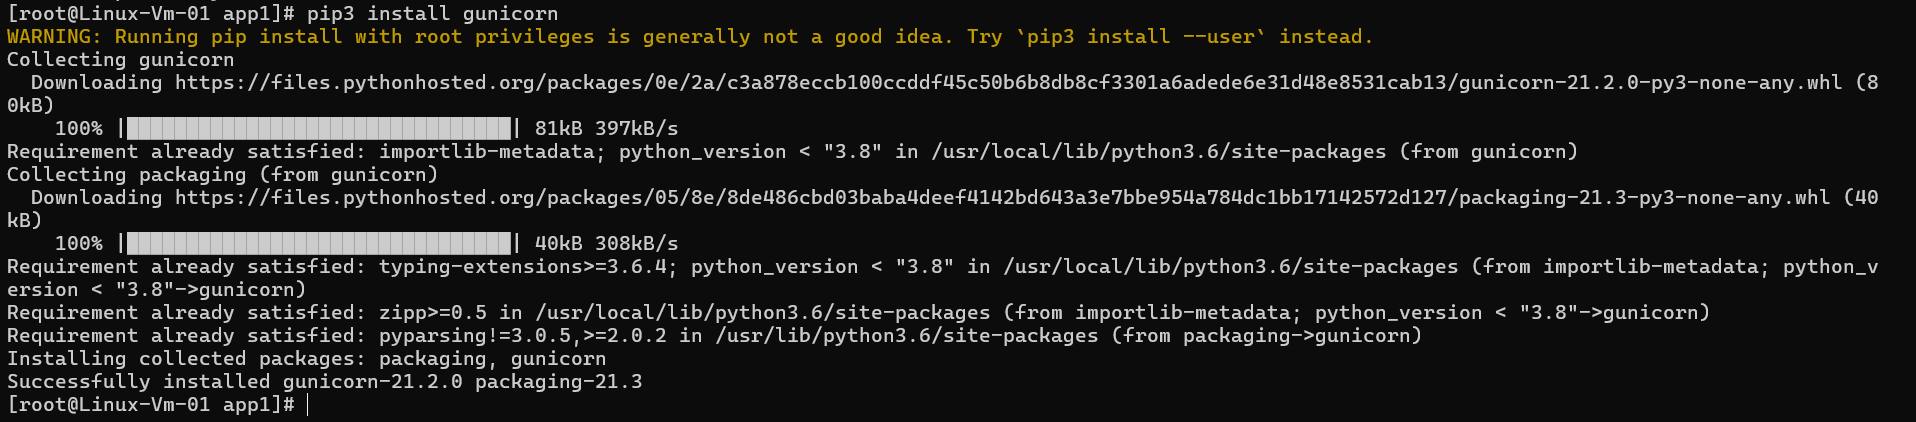 [root@Linux-Vm-01 app1]# pip3 install gunicorn
WARNING: Running pip install with root privileges is generally not a good idea. Try `pip3 install --user` instead.
Collecting gunicorn
  Downloading https://files.pythonhosted.org/packages/0e/2a/c3a878eccb100ccddf45c50b6b8db8cf3301a6adede6e31d48e8531cab13/gunicorn-21.2.0-py3-none-any.whl (8
0kB)
    100% |████████████████████████████████| 81kB 397kB/s
Requirement already satisfied: importlib-metadata; python_version < "3.8" in /usr/local/lib/python3.6/site-packages (from gunicorn)
Collecting packaging (from gunicorn)
  Downloading https://files.pythonhosted.org/packages/05/8e/8de486cbd03baba4deef4142bd643a3e7bbe954a784dc1bb17142572d127/packaging-21.3-py3-none-any.whl (40
kB)
    100% |████████████████████████████████| 40kB 308kB/s
Requirement already satisfied: typing-extensions>=3.6.4; python_version < "3.8" in /usr/local/lib/python3.6/site-packages (from importlib-metadata; python_v
ersion < "3.8"->gunicorn)
Requirement already satisfied: zipp>=0.5 in /usr/local/lib/python3.6/site-packages (from importlib-metadata; python_version < "3.8"->gunicorn)
Requirement already satisfied: pyparsing!=3.0.5,>=2.0.2 in /usr/lib/python3.6/site-packages (from packaging->gunicorn)
Installing collected packages: packaging, gunicorn
Successfully installed gunicorn-21.2.0 packaging-21.3
[root@Linux-Vm-01 app1]#